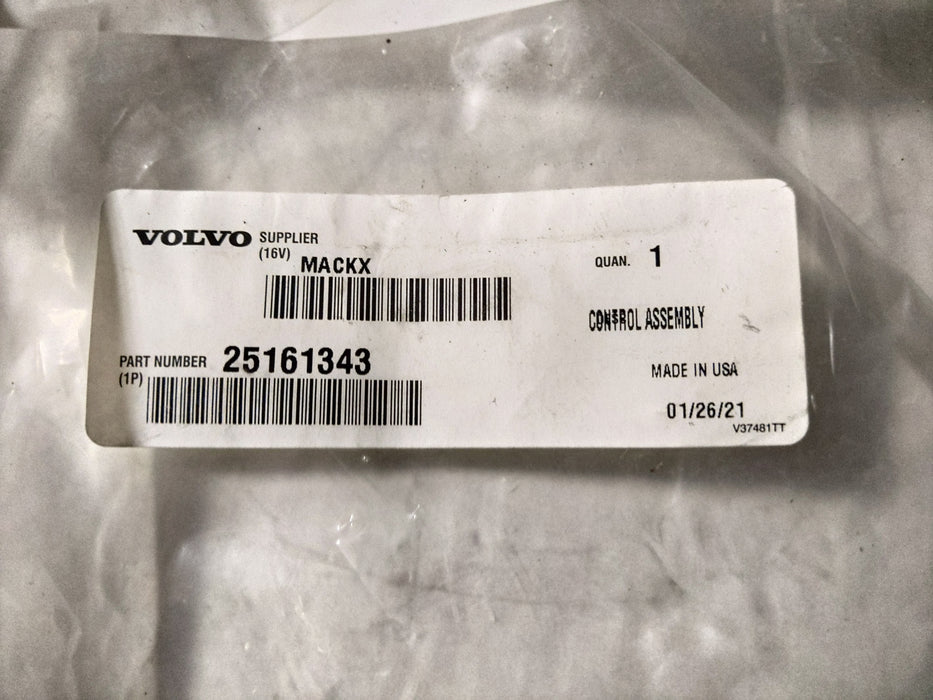 VOLVO SUPPLIER
(16V) MACKX
QUAN. 1
CONTROL ASSEMBLY
PART NUMBER 25161343
(1P)
MADE IN USA
01/26/21
V37481TT